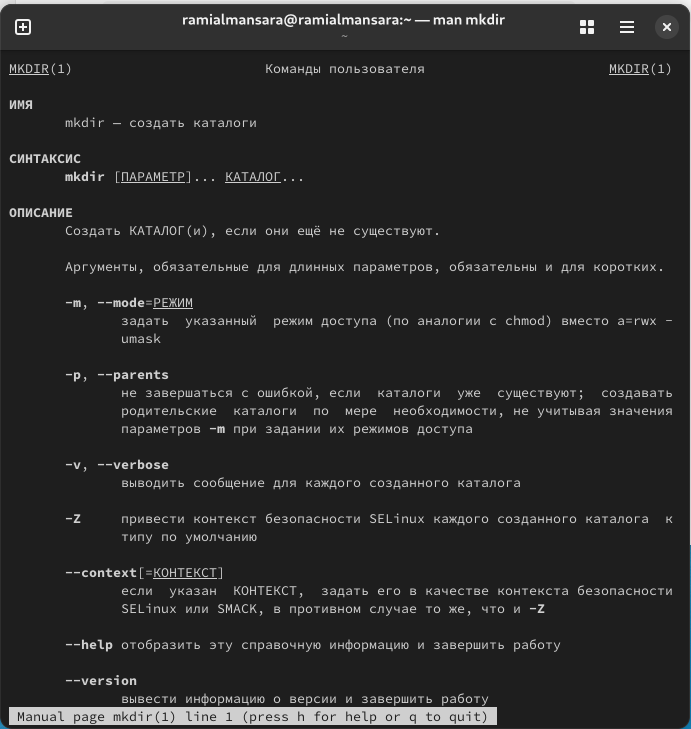 ramialmansara@ramialmansara:~ — man mkdir
~
MKDIR(1) Команды пользователя MKDIR(1)
ИМЯ
mkdir – создать каталоги
СИНТАКСИС
mkdir [ПАРАМЕТР]... КАТАЛОГ...
ОПИСАНИЕ
Создать КАТАЛОГ(и), если они ещё не существуют.
Аргументы, обязательные для длинных параметров, обязательны и для коротких.
-m, --mode=РЕЖИМ
задать указанный режим доступа (по аналогии с chmod) вместо a=rwx -
umask
-p, --parents
не завершаться с ошибкой, если каталоги уже существуют; создавать
родительские каталоги по мере необходимости, не учитывая значения
параметров -m при задании их режимов доступа
-v, --verbose
выводить сообщение для каждого созданного каталога
-Z привести контекст безопасности SELinux каждого созданного каталога к
типу по умолчанию
--context[=КОНТЕКСТ]
если указан КОНТЕКСТ, задать его в качестве контекста безопасности
SELinux или SMACK, в противном случае то же, что и -Z
--help отобразить эту справочную информацию и завершить работу
--version
вывести информацию о версии и завершить работу
Manual page mkdir(1) line 1 (press h for help or q to quit)